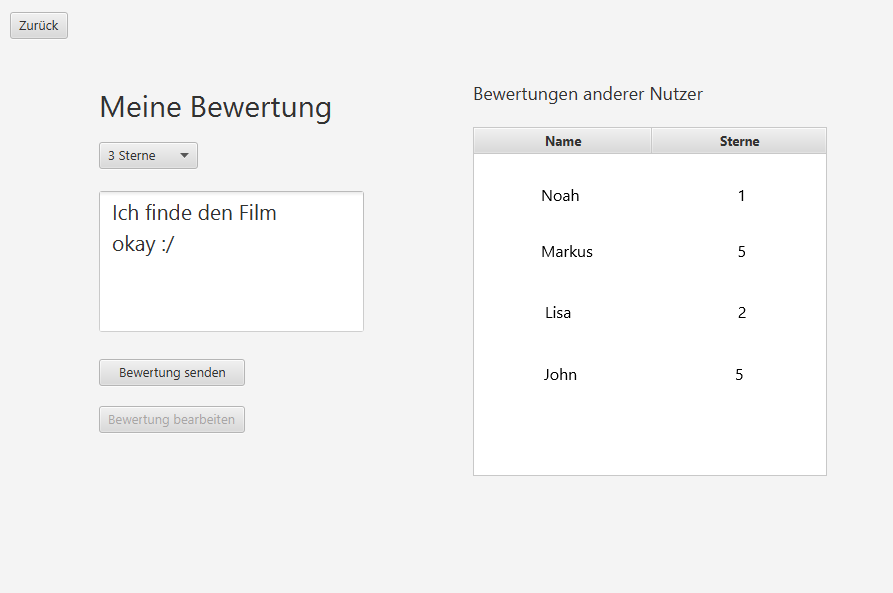 Zurück
Meine Bewertung
3 Sterne
Ich finde den Film
okay :/
Bewertung senden
Bewertung bearbeiten
Bewertungen anderer Nutzer
Name Sterne
Noah 1
Markus 5
Lisa 2
John 5